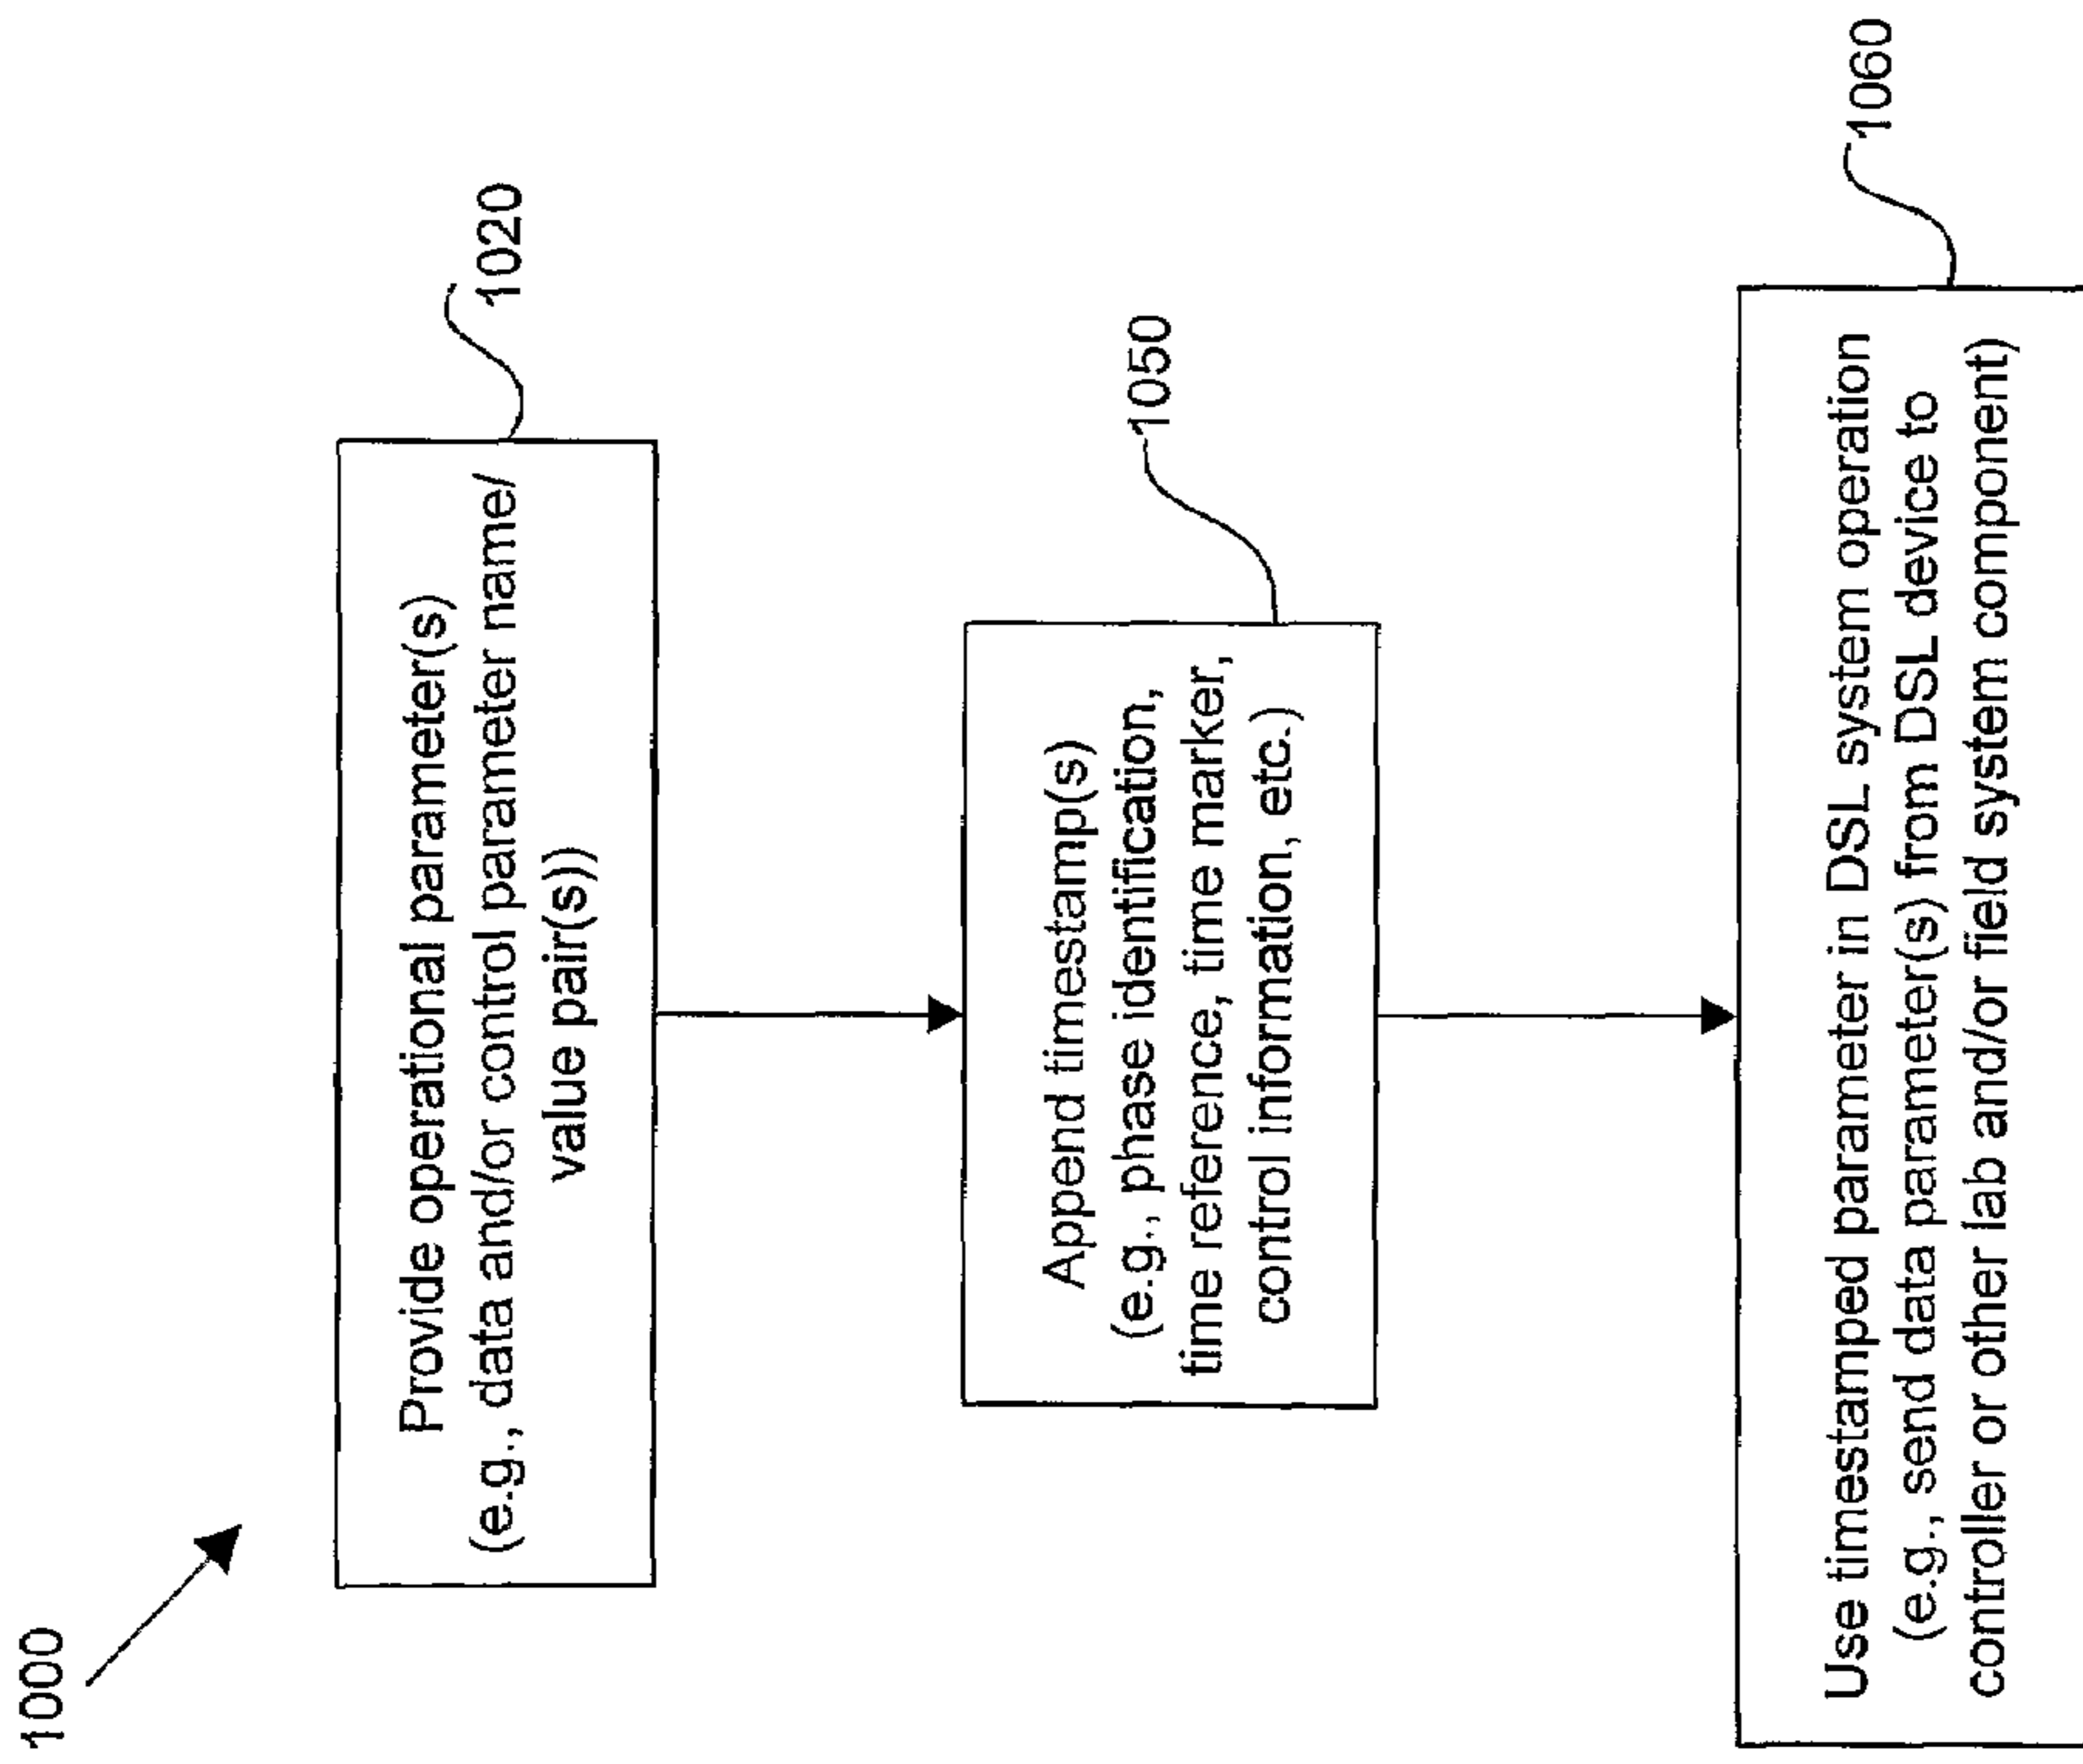 1000
Provide operational parameter(s)
(e.g., data and/or control parameter name/
value pair(s))
1020
Append timestamp(s)
(e.g., phase identification,
time reference, time marker,
control information, etc.)
1050
Use timestamped parameter in DSL system operation
(e.g., send data parameter(s) from DSL device to
controller or other lab and/or field system component)
1060